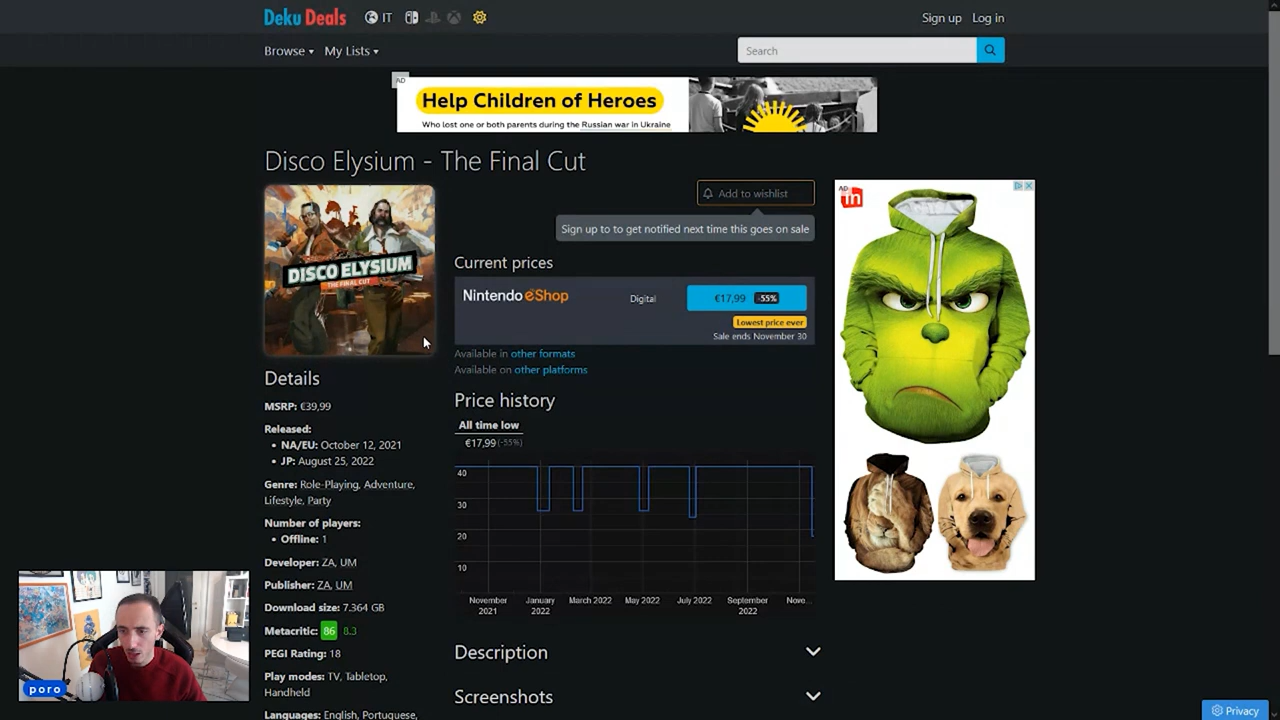 Deku Deals IT
Sign up Log in
Browse My Lists
Search
AD
Help Children of Heroes
Who lost one or both parents during the Russian war in Ukraine
Disco Elysium - The Final Cut
DISCO ELYSIUM
THE FINAL CUT
Add to wishlist
Sign up to to get notified next time this goes on sale
Current prices
Nintendo eShop Digital €17,99 -55%
Lowest price ever
Sale ends November 30
Available in other formats
Available on other platforms
Details
MSRP: €39,99
Released:
• NA/EU: October 12, 2021
• JP: August 25, 2022
Genre: Role-Playing, Adventure,
Lifestyle, Party
Number of players:
• Offline: 1
Developer: ZA, UM
Publisher: ZA, UM
Download size: 7.364 GB
Metacritic: 86 8.3
PEGI Rating: 18
Play modes: TV, Tabletop,
Handheld
Languages: English, Portuguese,
Price history
All time low
€17,99 (-55%)
40
30
20
10
November
2021
January
2022
March 2022
May 2022
July 2022
September
2022
Nove...
Description
Screenshots
AD
m
poro
Privacy